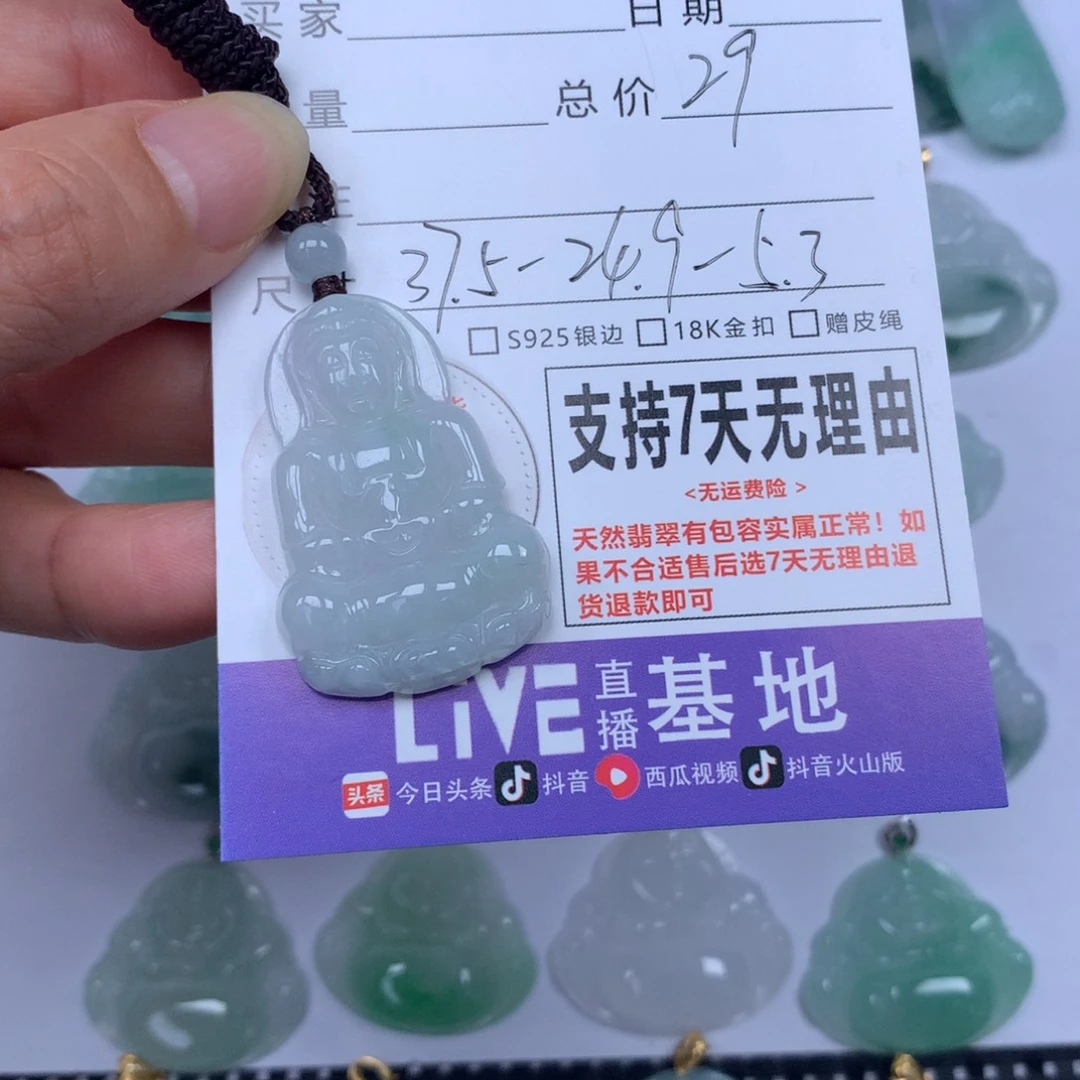 买家 日期
量 总价 29
尺寸 37.5-24.9-5.3
S925银边 18K金扣 赠皮绳
支持7天无理由
<无运费险 >
天然翡翠有包容实属正常！如
果不合适售后选7天无理由退
货退款即可
LIVE 直播 基地
头条 今日头条 抖音 西瓜视频 抖音火山版